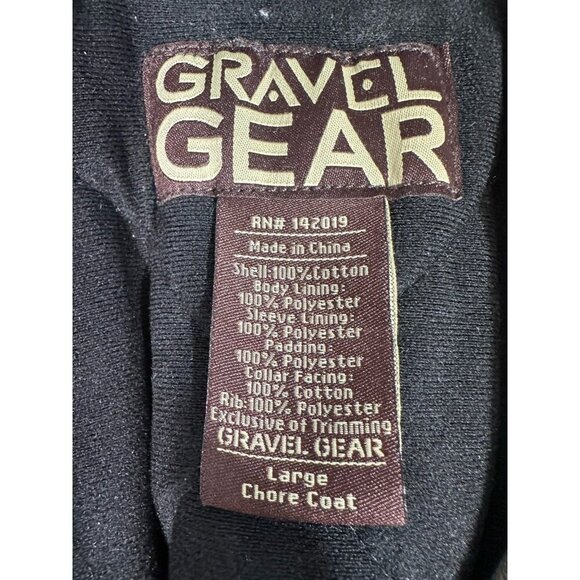 GRAVEL
GEAR
RN# 142019
Made in China
Shell:100%Cotton
Body Lining:
100% Polyester
Sleeve Lining:
100% Polyester
Padding:
100% Polyester
Collar Facing:
100% Cotton
Rib:100% Polyester
Exclusive of Trimming
GRAVEL GEAR
Large
Chore Coat